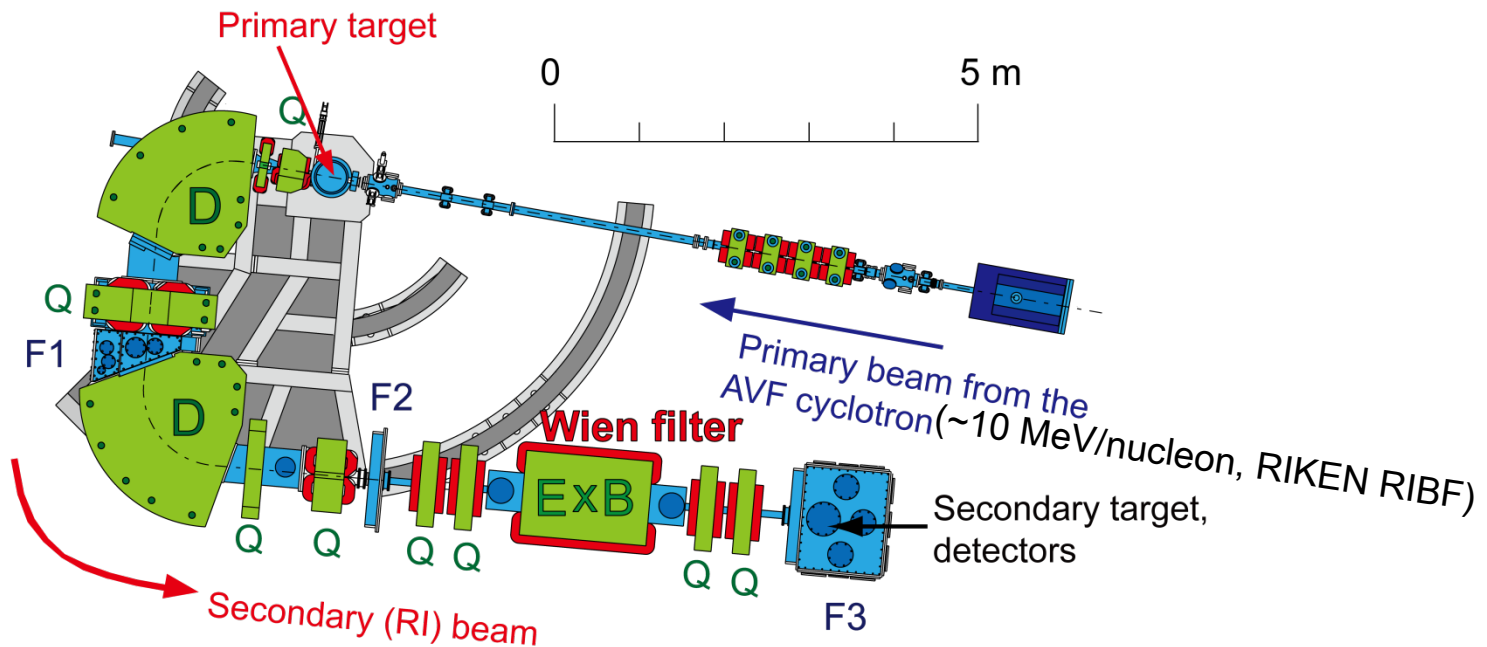 Primary target
0
5 m
Q
D
Q
F1
Primary beam from the
AVF cyclotron(~10 MeV/nucleon, RIKEN RIBF)
D
F2
Wien filter
ExB
Secondary target,
detectors
Q
Q
Q
Q
Q
Q
F3
Secondary (RI) beam